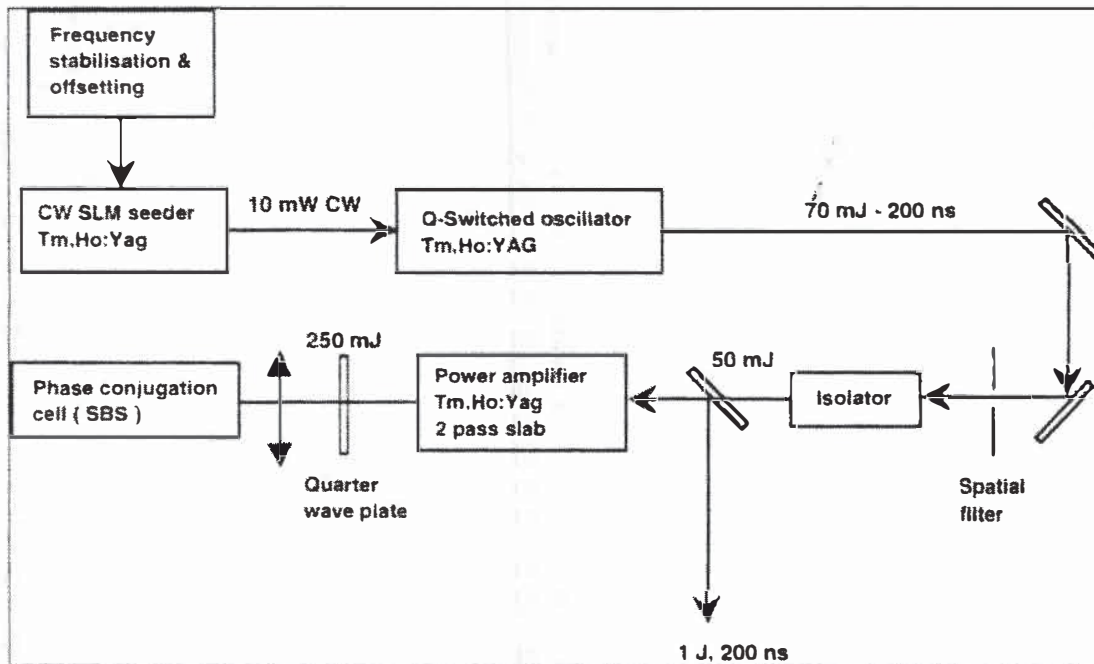 Frequency
stabilisation &
offsetting
CW SLM seeder
Tm,Ho:Yag
10 mW CW
Q-Switched oscillator
Tm,Ho:YAG
70 mJ - 200 ns
Phase conjugation
cell ( SBS )
250 mJ
Quarter
wave plate
Power amplifier
Tm,Ho:Yag
2 pass slab
50 mJ
Isolator
Spatial
filter
1 J, 200 ns